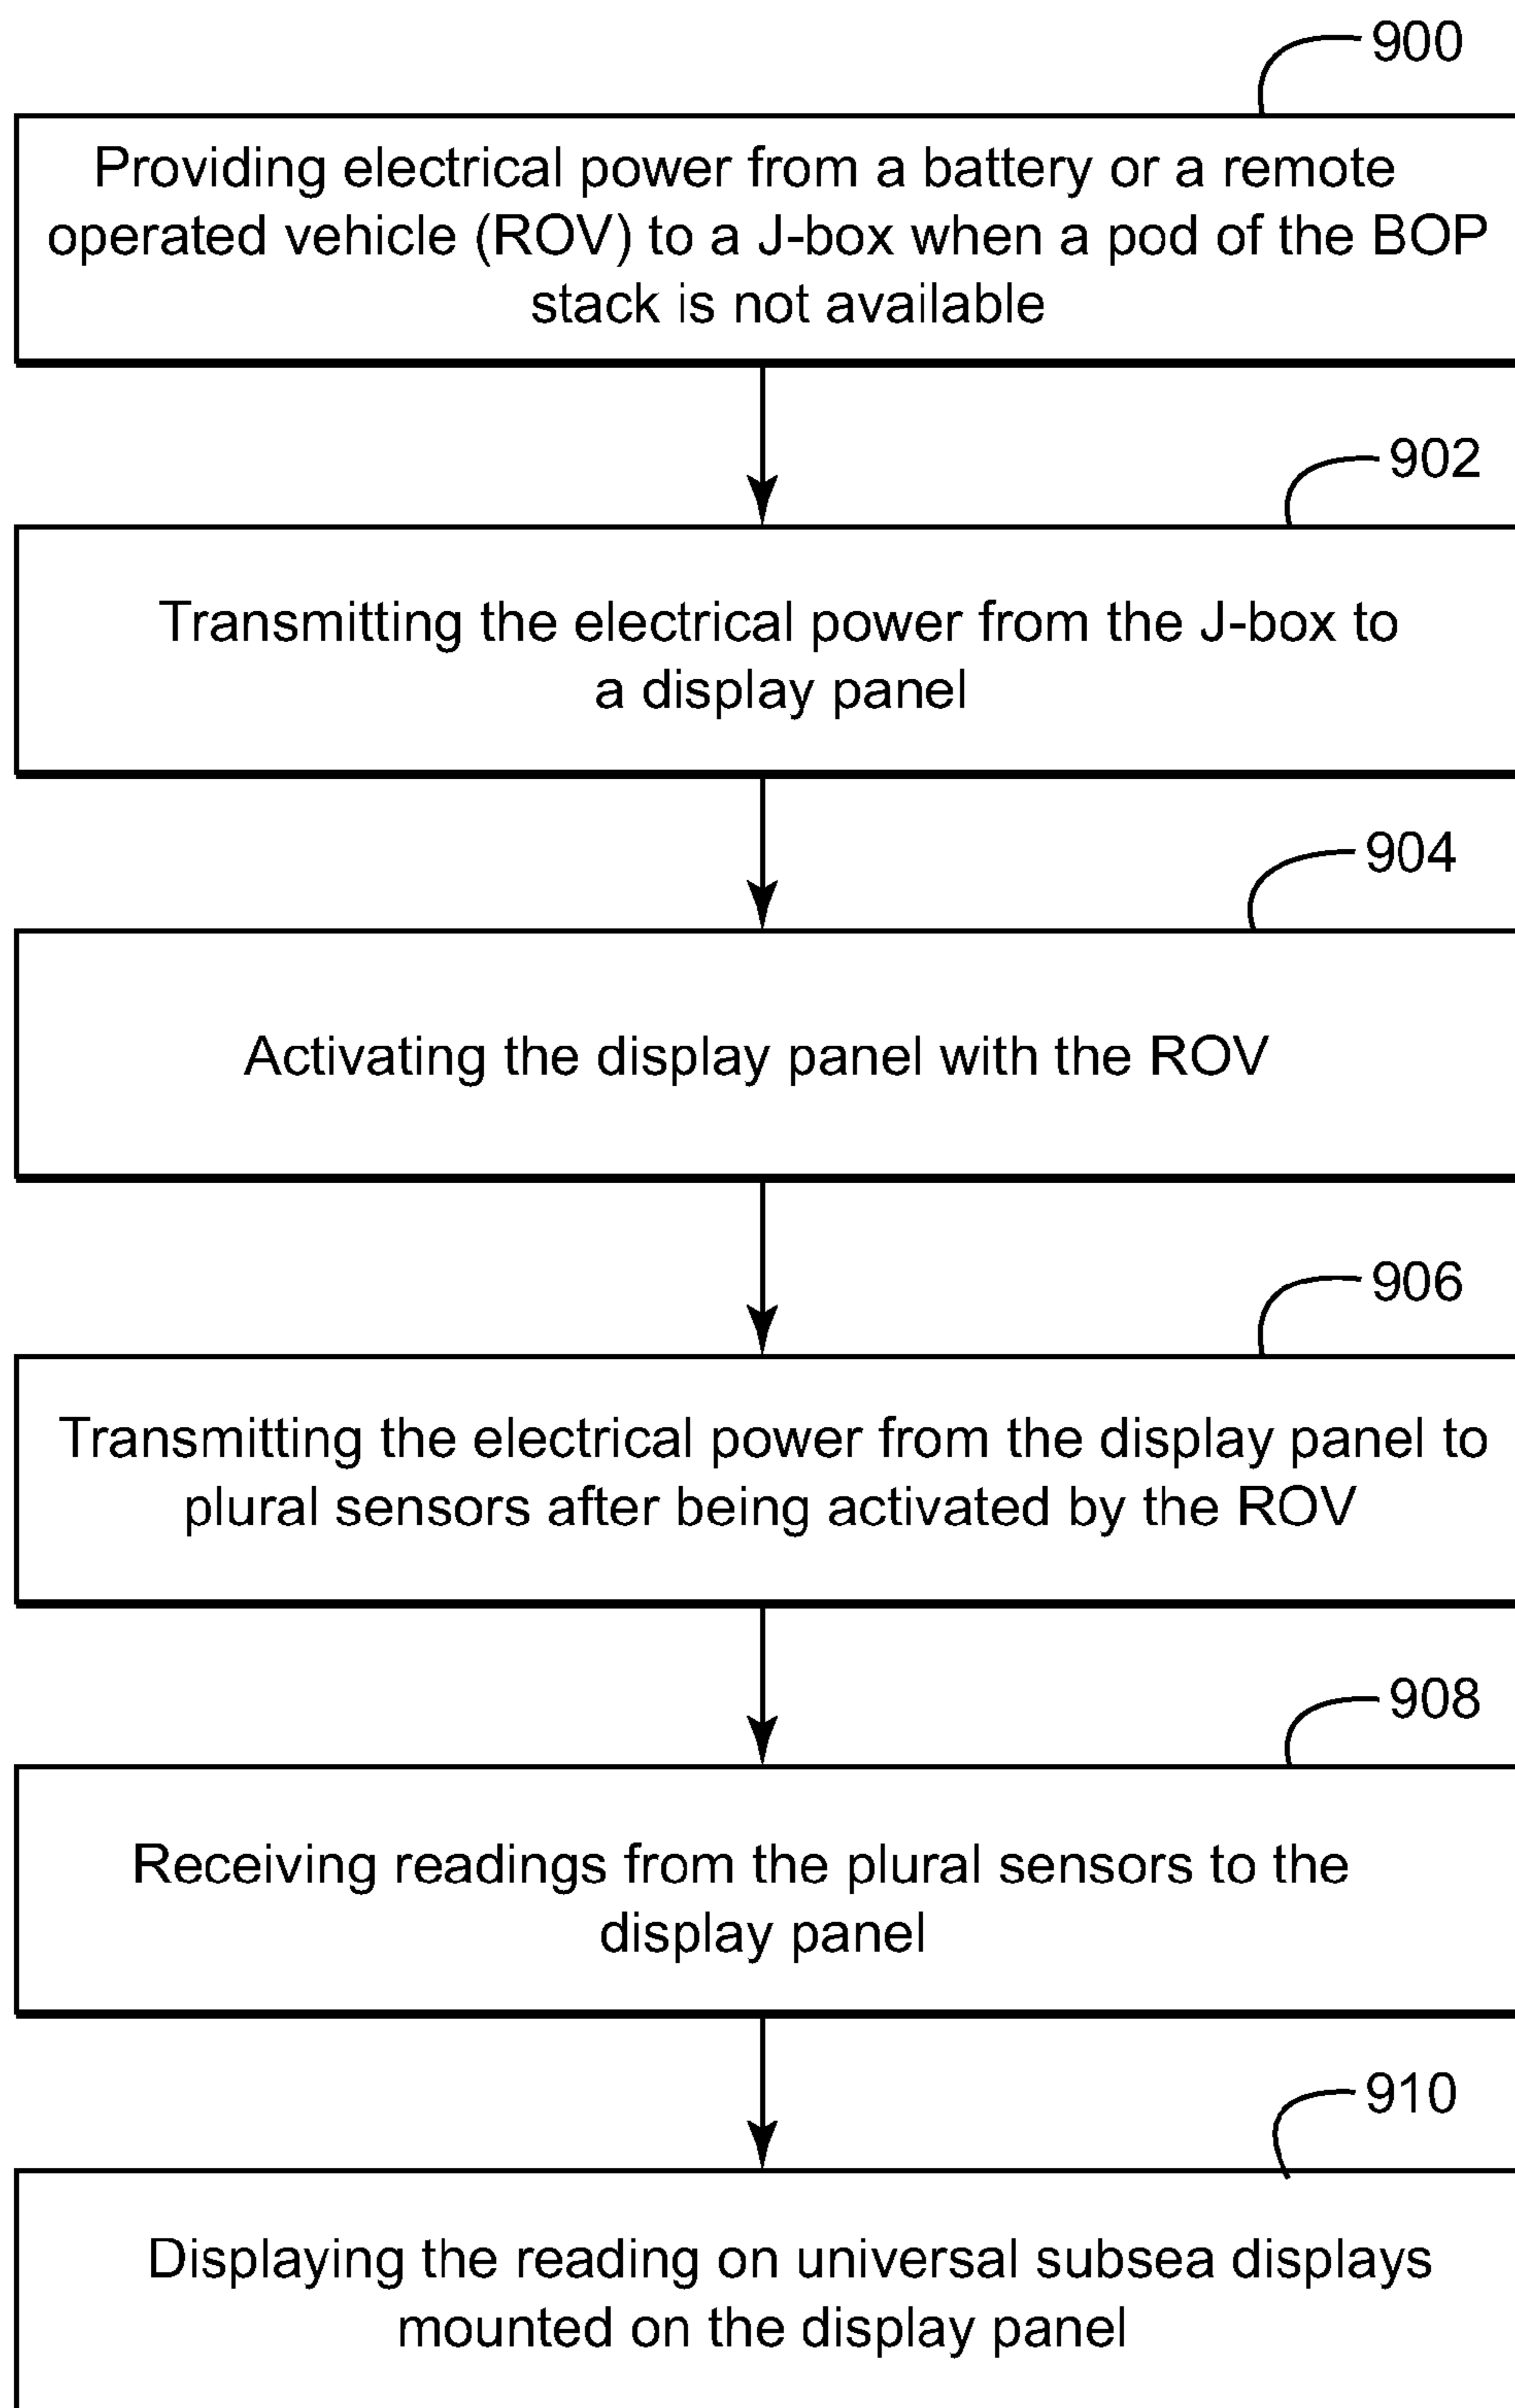 900
Providing electrical power from a battery or a remote
operated vehicle (ROV) to a J-box when a pod of the BOP
stack is not available
902
Transmitting the electrical power from the J-box to
a display panel
904
Activating the display panel with the ROV
906
Transmitting the electrical power from the display panel to
plural sensors after being activated by the ROV
908
Receiving readings from the plural sensors to the
display panel
910
Displaying the reading on universal subsea displays
mounted on the display panel